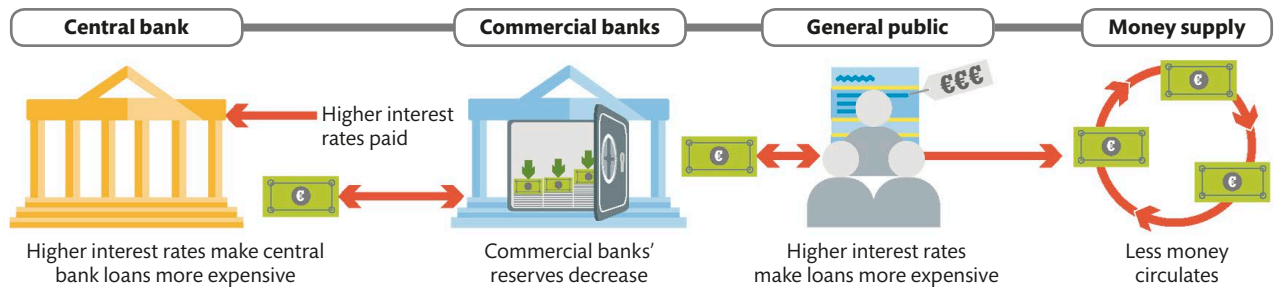 Central bank
Commercial banks
General public
Money supply
Higher interest
rates paid
€
€
€€€
€
€
€
Higher interest rates make central
bank loans more expensive
Commercial banks’
reserves decrease
Higher interest rates
make loans more expensive
Less money
circulates